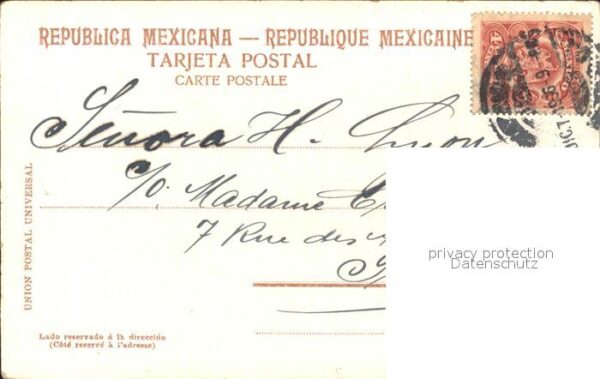 REPUBLICA MEXICANA — REPUBLIQUE MEXICAINE
TARJETA POSTAL
CARTE POSTALE
Señora H.
c/o. Madame
7 Rue des
UNION POSTAL UNIVERSAL
privacy protection
Datenschutz
Lado reservado á la dirección
(Côté reservé à l'adresse)